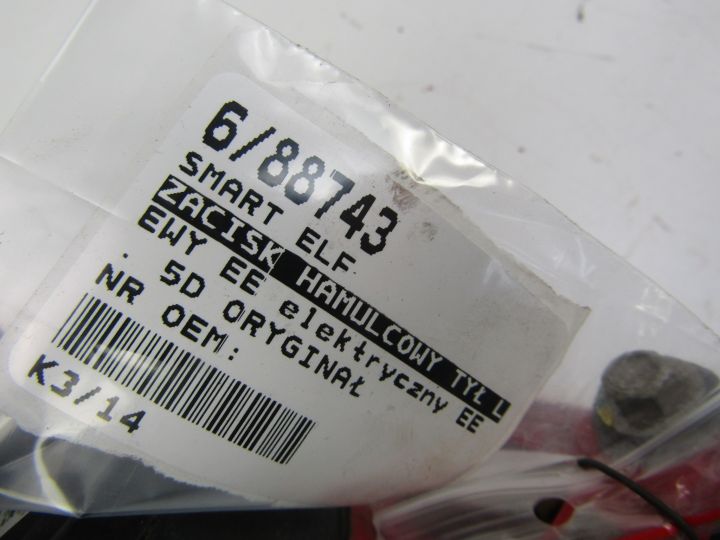 6/88743
SMART ELF
ZACISK HAMULCOWY TYŁ L
EWY EE elektryczny EE
. 5D ORYGINAŁ
NR OEM:
K3/14